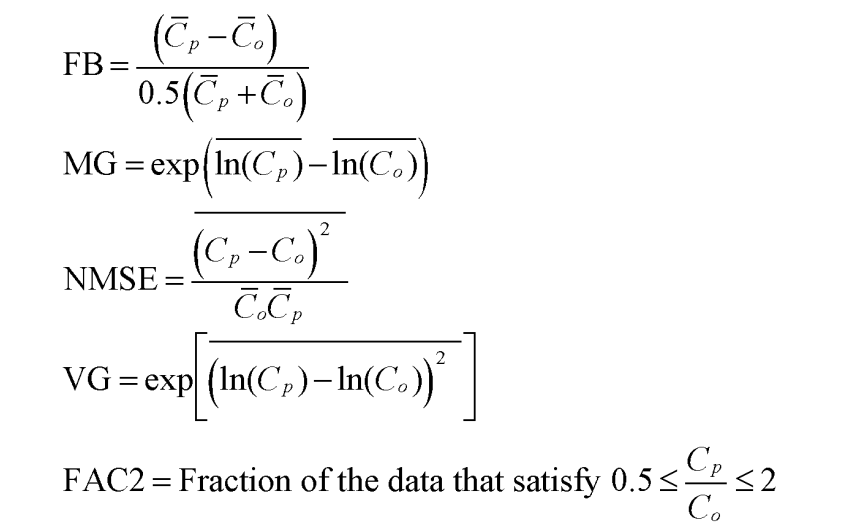 FB = (C̅p − C̅o) / 0.5(C̅p + C̅o)
MG = exp(\overline{ln(Cp)} − \overline{ln(Co)})
NMSE = \overline{(Cp − Co)²} / C̅oC̅p
VG = exp[\overline{(ln(Cp) − ln(Co))²}]
FAC2 = Fraction of the data that satisfy 0.5 ≤ Cp/Co ≤ 2